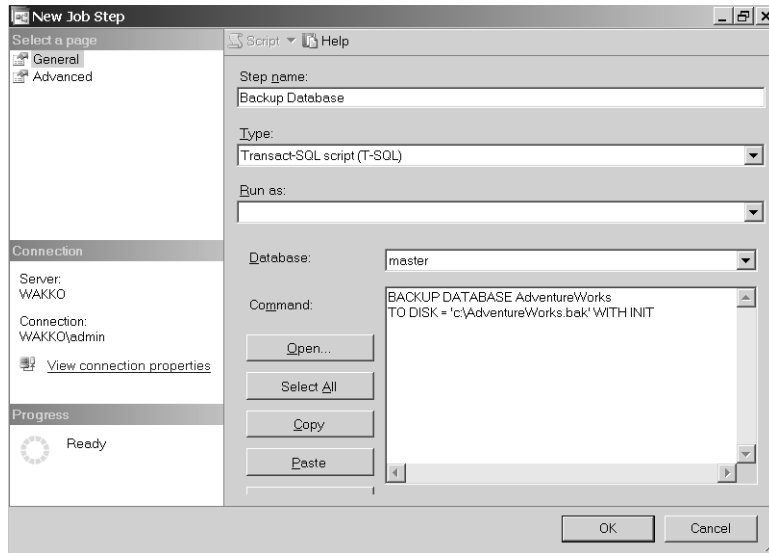 New Job Step
Select a page
General
Advanced
Script Help
Step name:
Backup Database
Type:
Transact-SQL script (T-SQL)
Run as:
Connection
Server:
WAKKO
Connection:
WAKKO\admin
View connection properties
Progress
Ready
Database:
master
Command:
BACKUP DATABASE AdventureWorks
TO DISK = 'c:\AdventureWorks.bak' WITH INIT
Open...
Select All
Copy
Paste
OK
Cancel